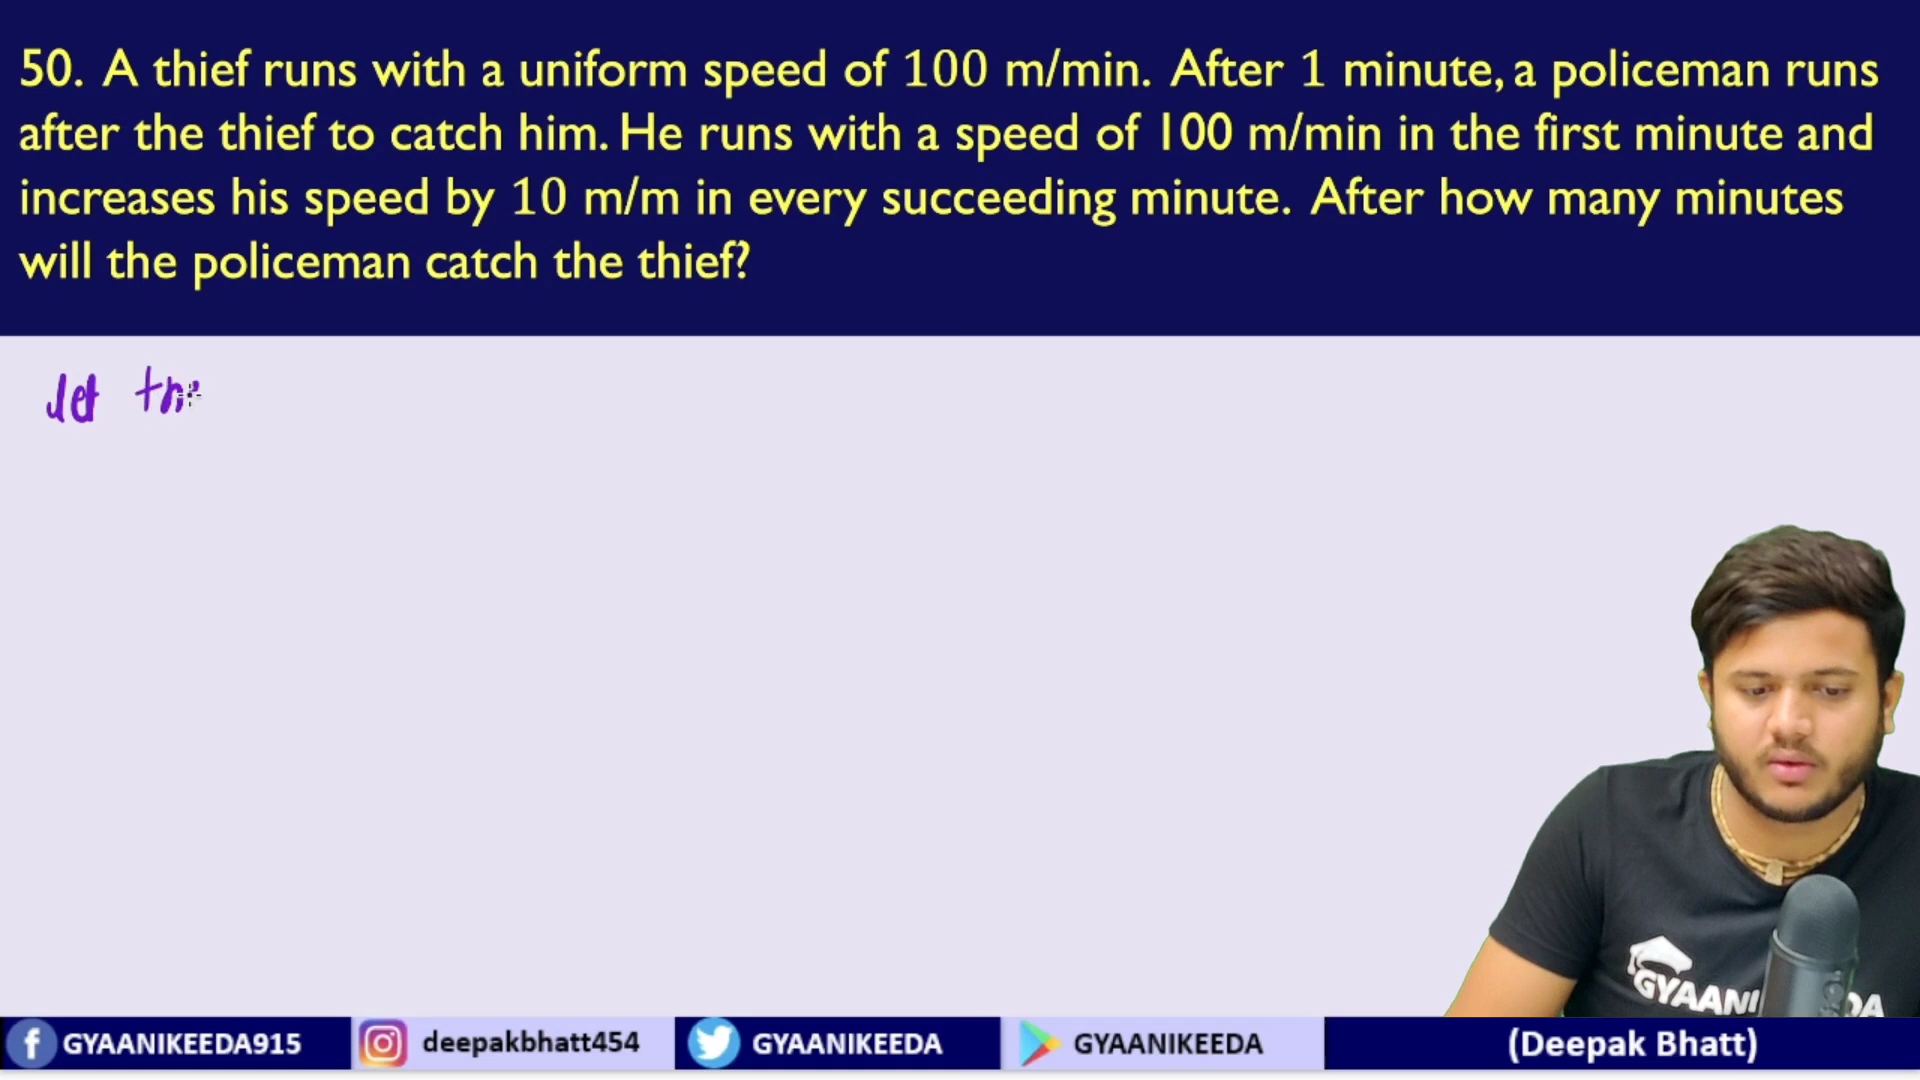 50. A thief runs with a uniform speed of 100 m/min. After 1 minute, a policeman runs
after the thief to catch him. He runs with a speed of 100 m/min in the first minute and
increases his speed by 10 m/m in every succeeding minute. After how many minutes
will the policeman catch the thief?
let
GYAANIKEEDA915 deepakbhatt454 GYAANIKEEDA GYAANIKEEDA (Deepak Bhatt)